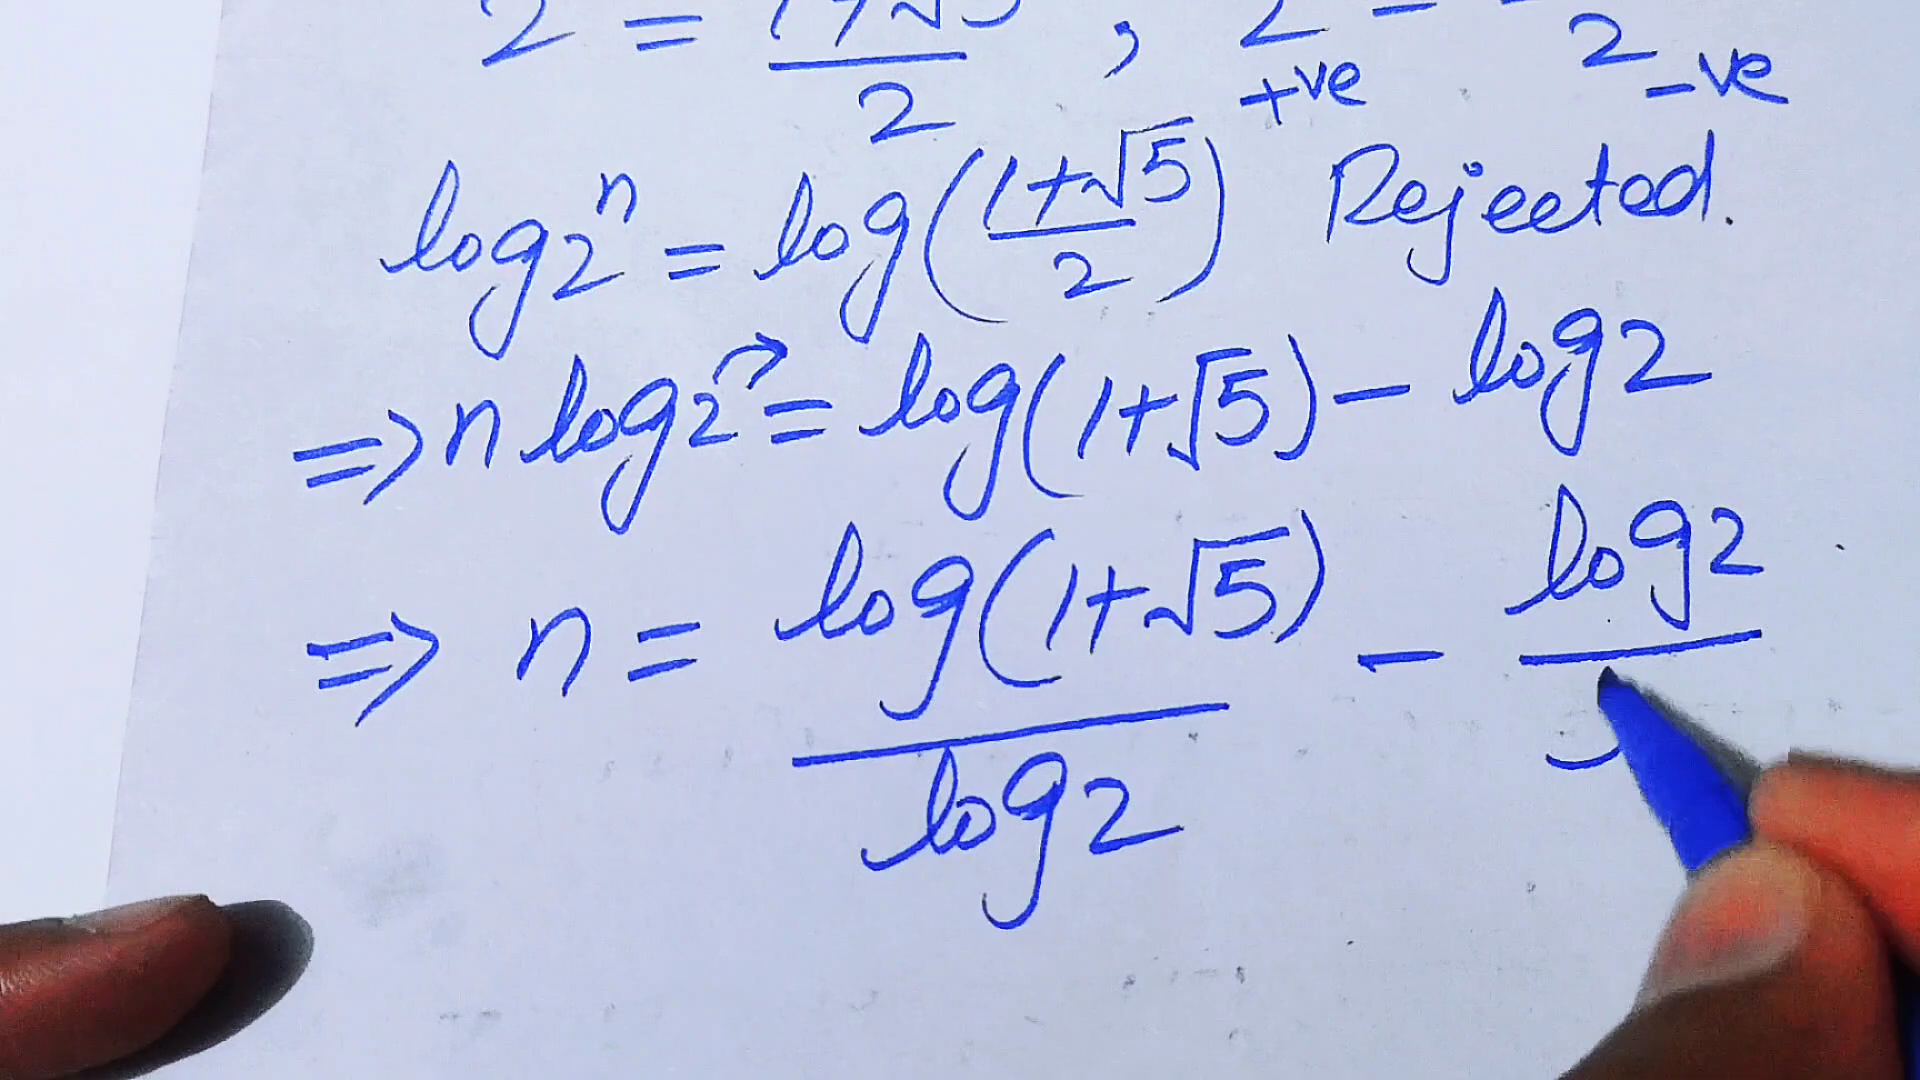 2 = 1+√5/2 , 2 -
+ve 2 -ve
log2ⁿ = log(1+√5/2) Rejected.
⇒ n log2 = log(1+√5) - log2
⇒ n = log(1+√5)/log2 - log2/